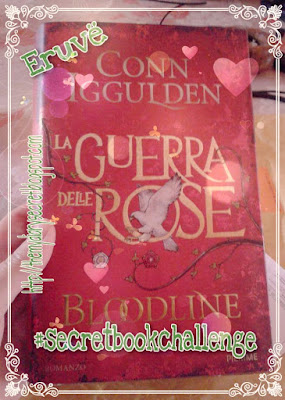 Eruvë
CONN
IGGULDEN
LA
GUERRA
DELLE
ROSE
BLOODLINE
#secretbookchallenge
ROMANZO